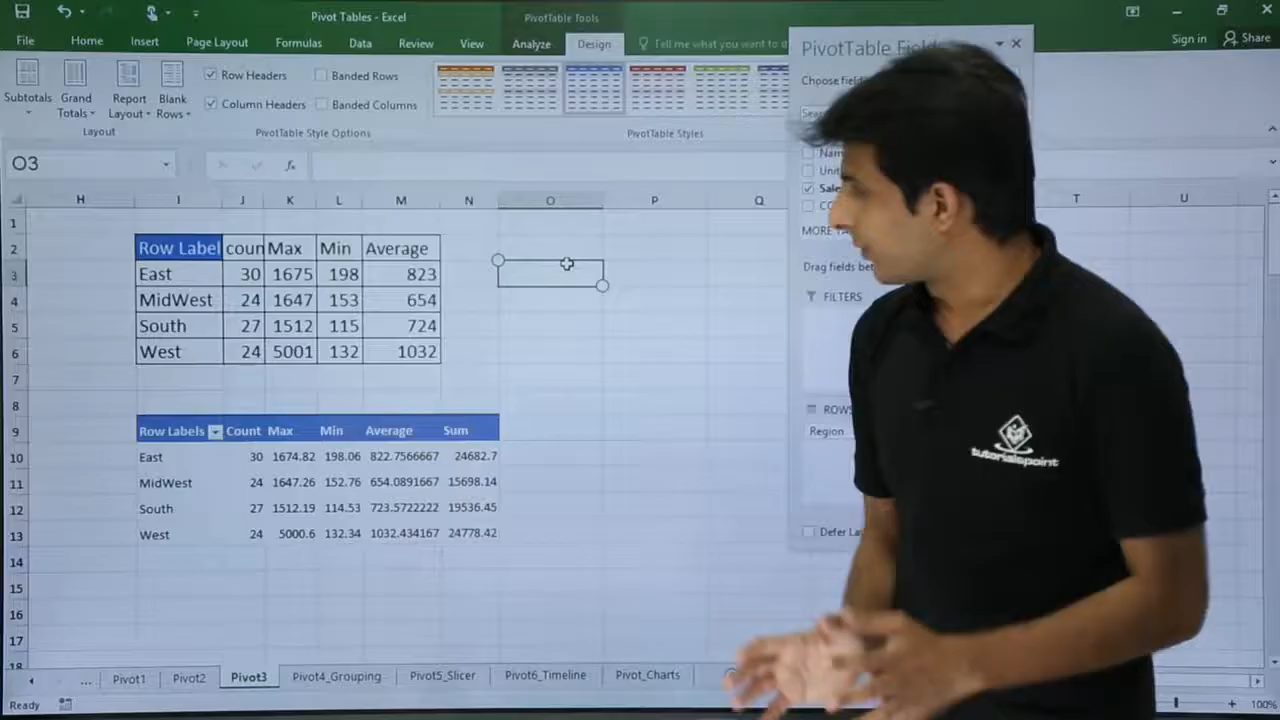 Pivot Tables - Excel
PivotTable Tools
File Home Insert Page Layout Formulas Data Review View Analyze Design Tell me what you want to d
Sign in Share
Subtotals
Grand Totals
Report Layout
Blank Rows
Layout
Row Headers Banded Rows
Column Headers Banded Columns
PivotTable Style Options
PivotTable Styles
PivotTable Field
Choose field
Sea
O3
fx
H I J K L M N O P Q T U
Nam
Unit
Sale
CO
MORE TA
Drag fields bet
FILTERS
ROWS
Region
Defer La
1
2 Row Label coun Max Min Average
3 East 30 1675 198 823
4 MidWest 24 1647 153 654
5 South 27 1512 115 724
6 West 24 5001 132 1032
7
8
9 Row Labels Count Max Min Average Sum
10 East 30 1674.82 198.06 822.7566667 24682.7
11 MidWest 24 1647.26 152.76 654.0891667 15698.14
12 South 27 1512.19 114.53 723.5722222 19536.45
13 West 24 5000.6 132.34 1032.434167 24778.42
14
15
16
17
18
tutorialspoint
... Pivot1 Pivot2 Pivot3 Pivot4_Grouping Pivot5_Slicer Pivot6_Timeline Pivot_Charts
Ready
100%